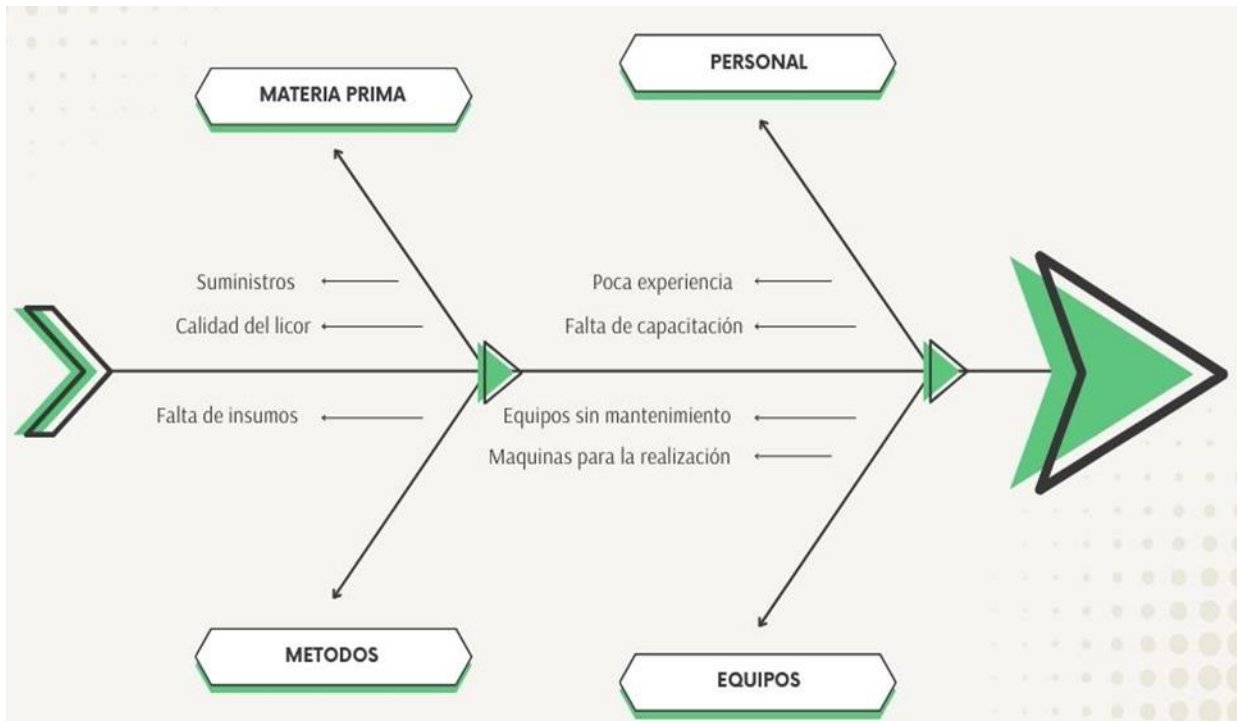 MATERIA PRIMA
PERSONAL
Suministros
Calidad del licor
Poca experiencia
Falta de capacitación
Falta de insumos
Equipos sin mantenimiento
Maquinas para la realización
METODOS
EQUIPOS